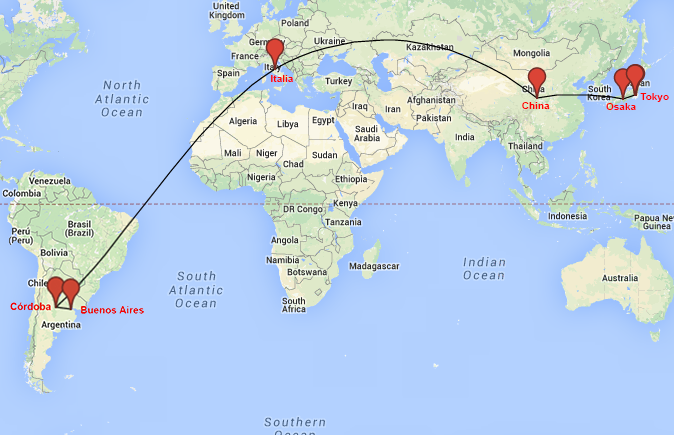 United
Kingdom
Poland
Germ
Ukraine
France
Italy
Italia
Spain
Turkey
Kazakhstan
Mongolia
China
South
Korea
Osaka
Tokyo
North
Atlantic
Ocean
Algeria
Libya
Egypt
Iraq
Iran
Afghanistan
Pakistan
Saudi
Arabia
India
Thailand
Mali
Niger
Chad
Sudan
Nigeria
Ethiopia
Venezuela
Colombia
DR Congo
Kenya
Tanzania
Indonesia
Papua New
Guinea
Perú
(Peru)
Brasil
(Brazil)
Bolivia
Angola
Namibia
Botswana
Madagascar
South
Atlantic
Ocean
Indian
Ocean
Australia
Chile
Córdoba
Buenos Aires
Argentina
South
Africa
Southern
Ocean